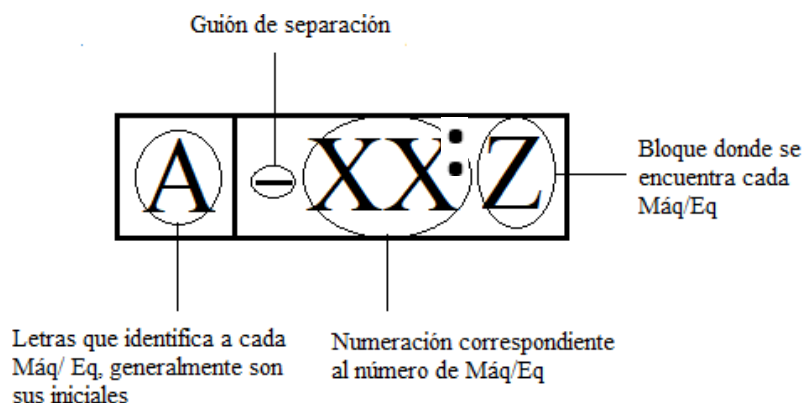 Guión de separación
A – XX : Z
Bloque donde se
encuentra cada
Máq/Eq
Letras que identifica a cada
Máq/ Eq, generalmente son
sus iniciales
Numeración correspondiente
al número de Máq/Eq